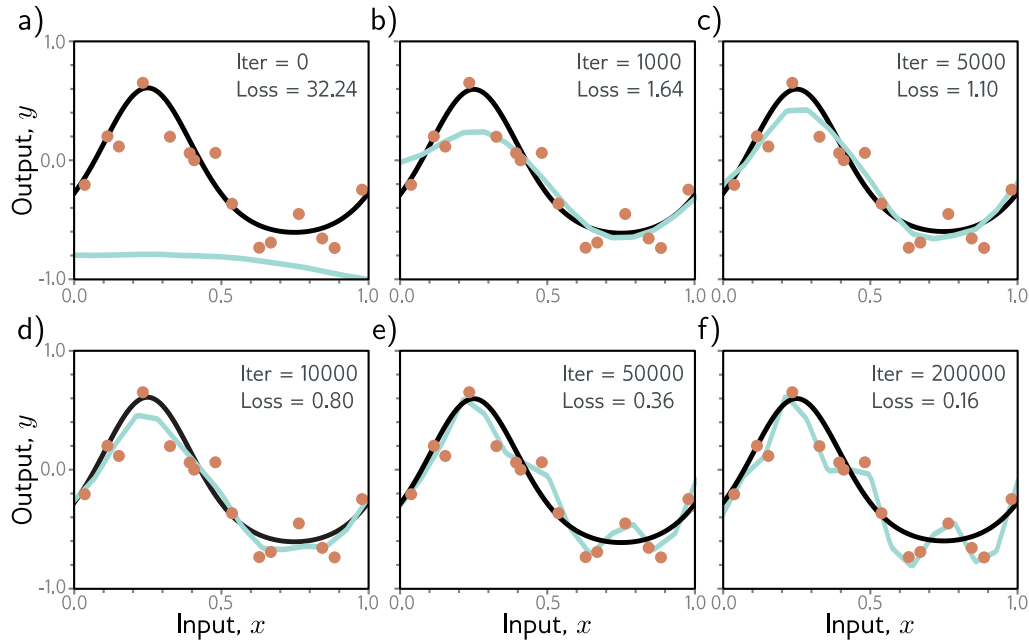 a)
Iter = 0
Loss = 32.24
1.0
0.0
-1.0
Output, y
0.0
0.5
1.0
b)
Iter = 1000
Loss = 1.64
0.0
0.5
1.0
c)
Iter = 5000
Loss = 1.10
0.0
0.5
1.0
d)
Iter = 10000
Loss = 0.80
1.0
0.0
-1.0
Output, y
0.0
0.5
1.0
Input, x
e)
Iter = 50000
Loss = 0.36
0.0
0.5
1.0
Input, x
f)
Iter = 200000
Loss = 0.16
0.0
0.5
1.0
Input, x